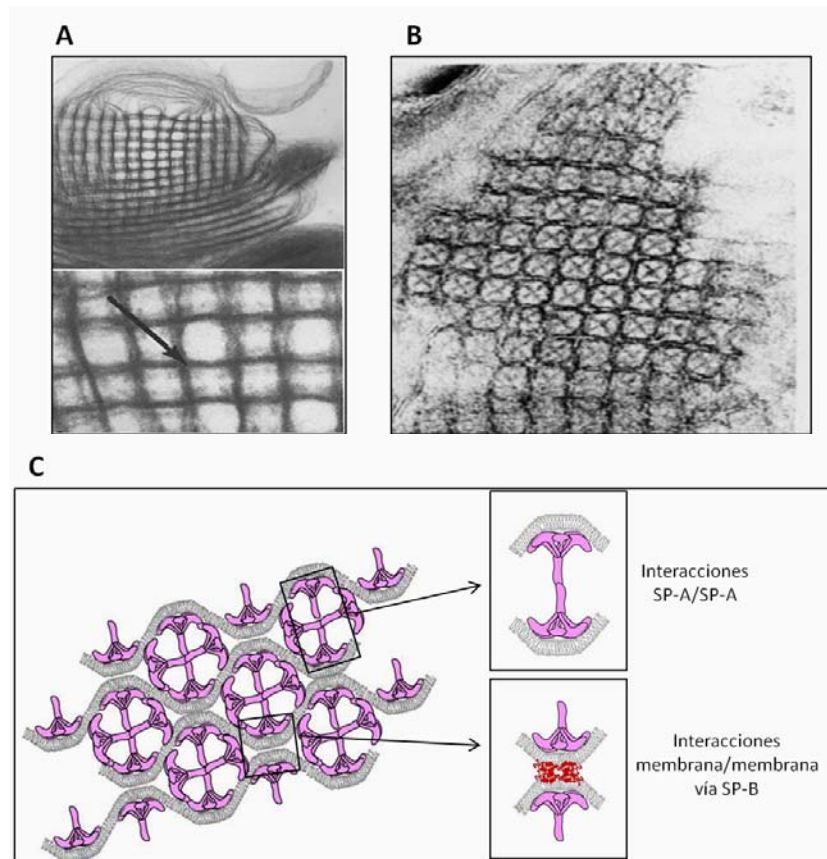 A
B
C
Interacciones
SP-A/SP-A
Interacciones
membrana/membrana
vía SP-B